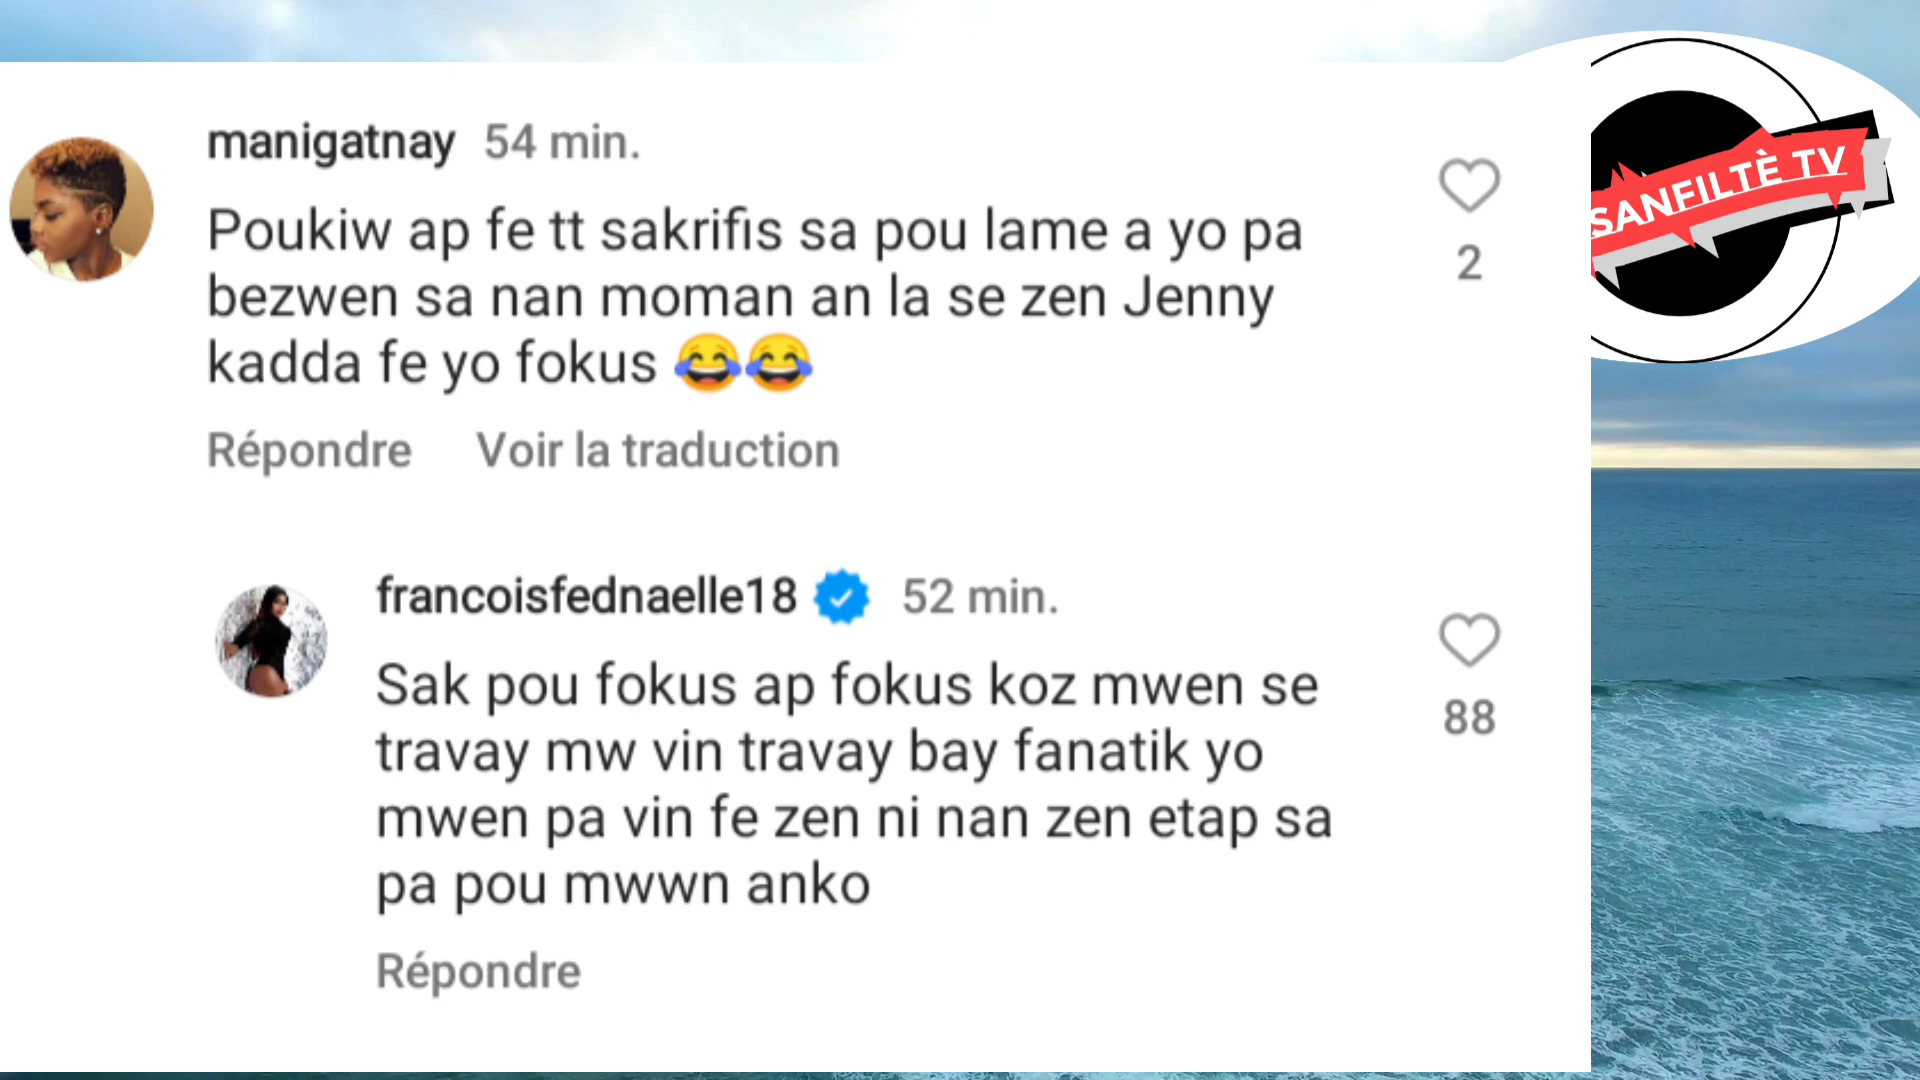 manigatnay 54 min.
Poukiw ap fe tt sakrifis sa pou lame a yo pa
bezwen sa nan moman an la se zen Jenny
kadda fe yo fokus 😂😂
2
Répondre Voir la traduction
francoisfednaelle18 52 min.
Sak pou fokus ap fokus koz mwen se
travay mw vin travay bay fanatik yo
mwen pa vin fe zen ni nan zen etap sa
pa pou mwwn anko
88
Répondre
SANFILTÈ TV